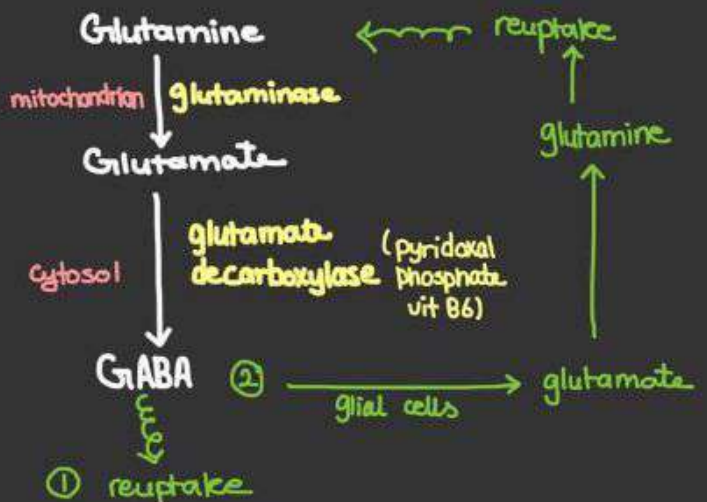 Glutamine
reuptake
mitochondrion
glutaminase
glutamine
Glutamate
glutamate
decarboxylase
(pyridoxal
phosphate
vit B6)
cytosol
GABA
②
glial cells
glutamate
① reuptake